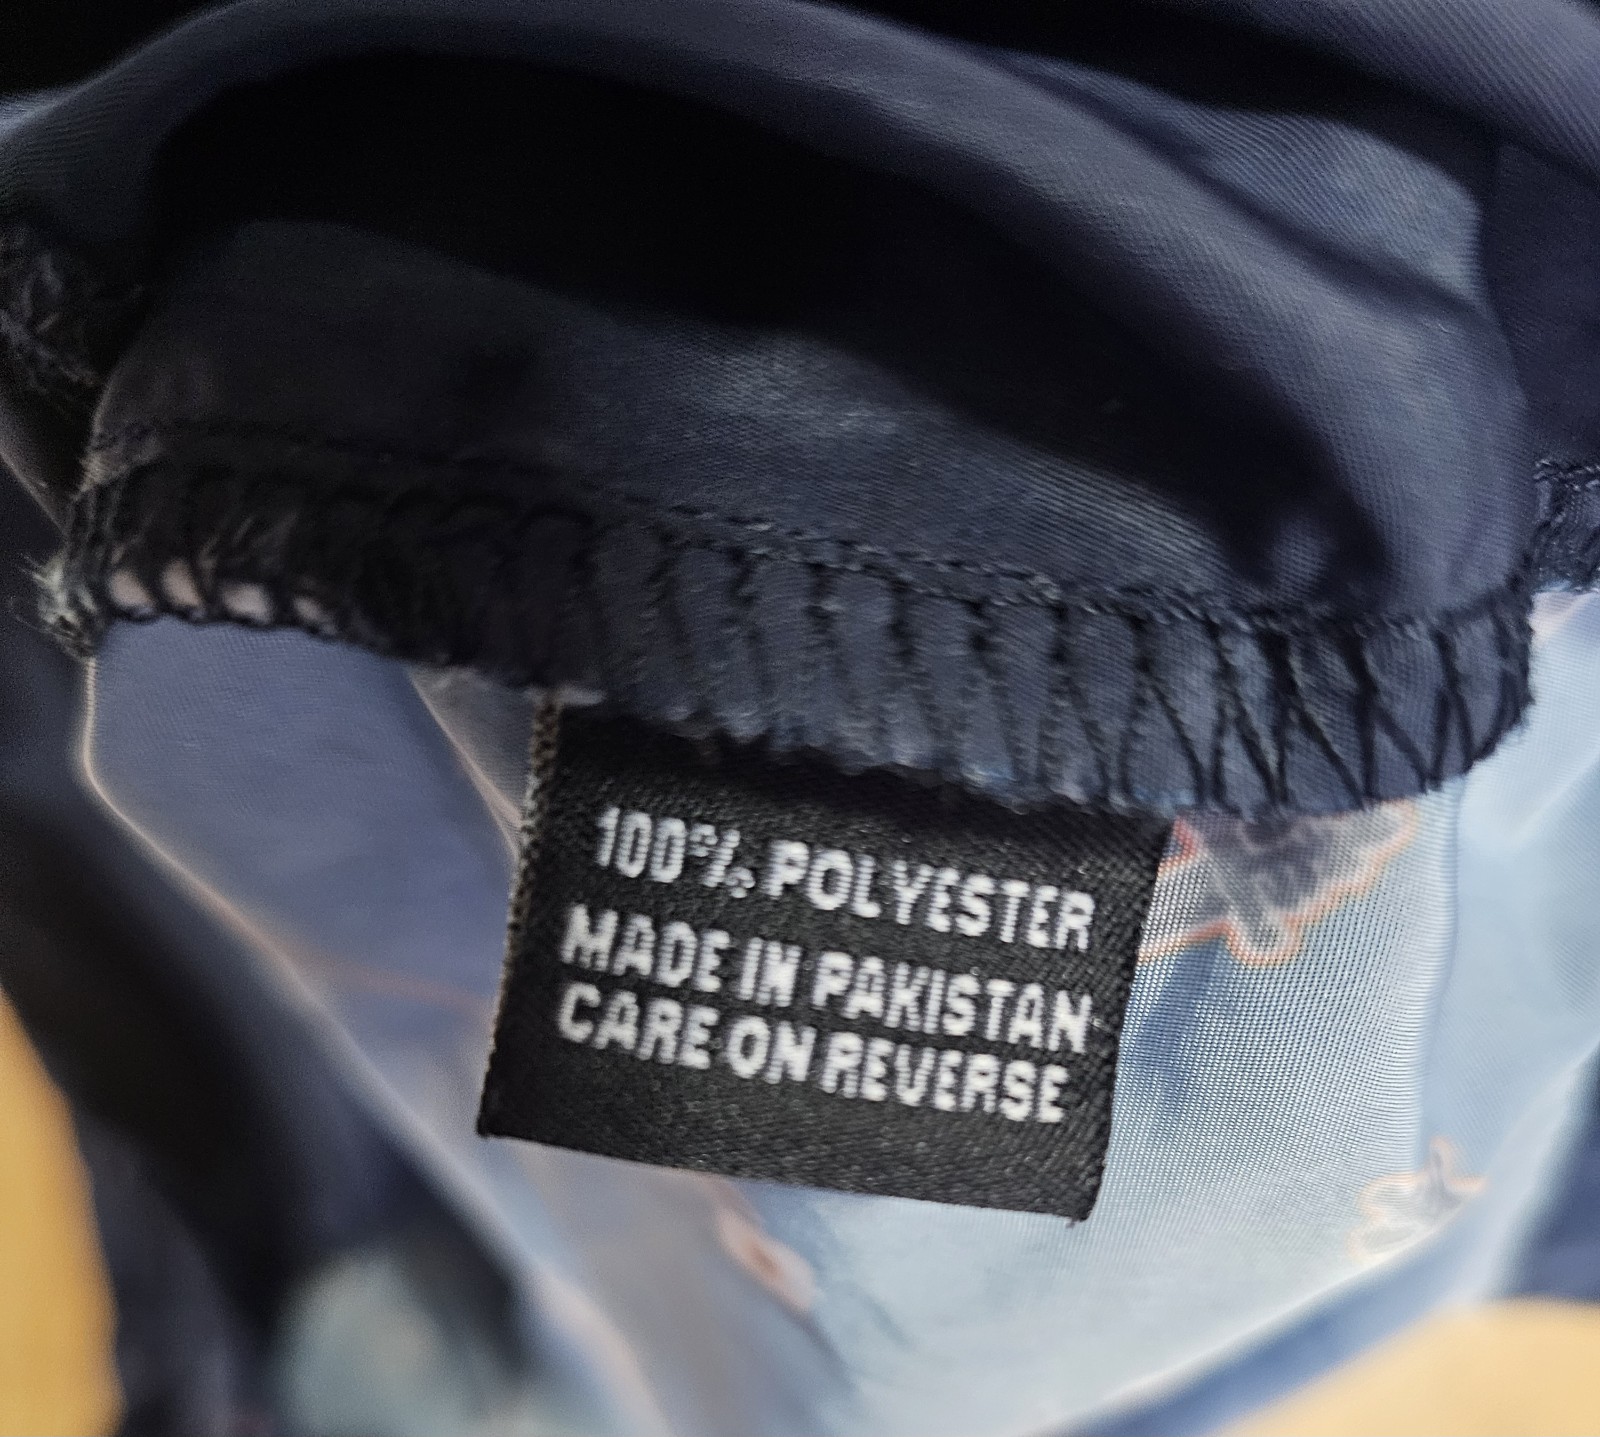 100% POLYESTER
MADE IN PAKISTAN
CARE ON REVERSE